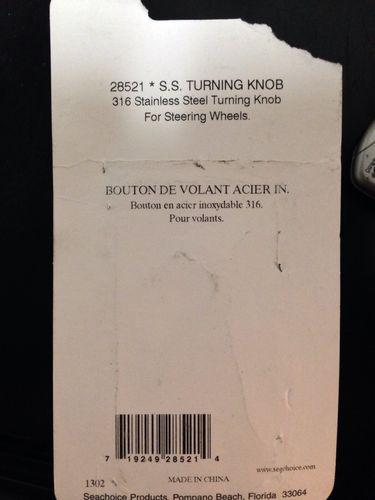 28521 * S.S. TURNING KNOB
316 Stainless Steel Turning Knob
For Steering Wheels.
BOUTON DE VOLANT ACIER IN.
Bouton en acier inoxydable 316.
Pour volants.
7 19249 28521 4
www.seachoice.com
1302 MADE IN CHINA
Seachoice Products, Pompano Beach, Florida 33064